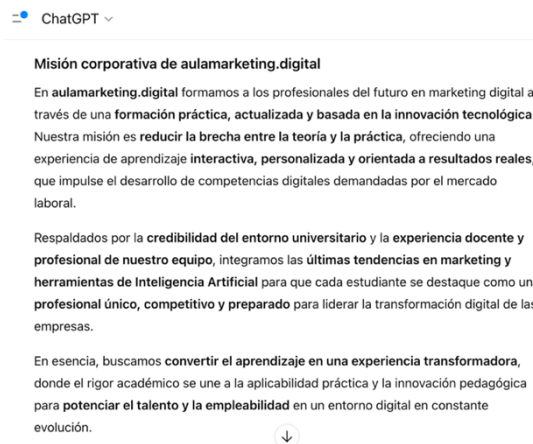 ChatGPT
Misión corporativa de aulamarketing.digital
En aulamarketing.digital formamos a los profesionales del futuro en marketing digital a
través de una formación práctica, actualizada y basada en la innovación tecnológica
Nuestra misión es reducir la brecha entre la teoría y la práctica, ofreciendo una
experiencia de aprendizaje interactiva, personalizada y orientada a resultados reales,
que impulse el desarrollo de competencias digitales demandadas por el mercado
laboral.
Respaldados por la credibilidad del entorno universitario y la experiencia docente y
profesional de nuestro equipo, integramos las últimas tendencias en marketing y
herramientas de Inteligencia Artificial para que cada estudiante se destaque como un
profesional único, competitivo y preparado para liderar la transformación digital de las
empresas.
En esencia, buscamos convertir el aprendizaje en una experiencia transformadora,
donde el rigor académico se une a la aplicabilidad práctica y la innovación pedagógica
para potenciar el talento y la empleabilidad en un entorno digital en constante
evolución.